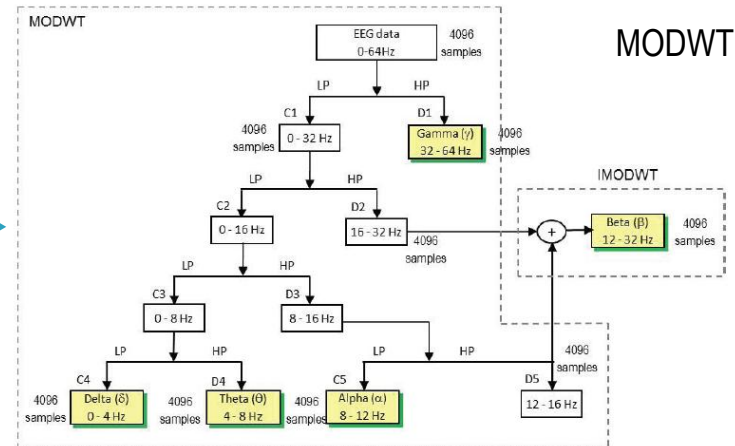 MODWT
MODWT
EEG data
0-64Hz
4096
samples
LP
HP
C1
D1
4096
samples
0 - 32 Hz
Gamma (γ)
32 - 64 Hz
4096
samples
IMODWT
LP
HP
C2
D2
0 - 16 Hz
16 - 32 Hz
4096
samples
+
Beta (β)
12 - 32 Hz
4096
samples
LP
HP
C3
D3
0 - 8 Hz
8 - 16 Hz
LP
HP
LP
HP
4096
samples
C4
D4
C5
D5
4096
samples
Delta (δ)
0 - 4 Hz
4096
samples
Theta (θ)
4 - 8 Hz
4096
samples
Alpha (α)
8 - 12 Hz
12 - 16 Hz